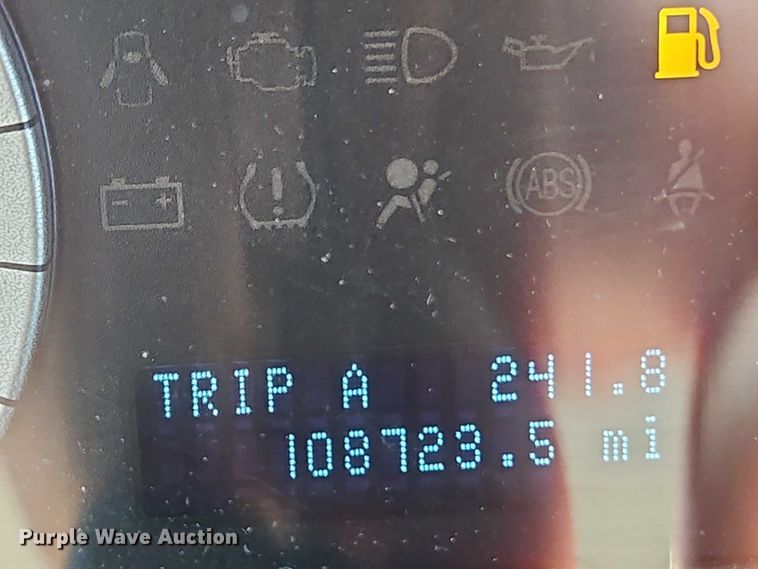 ABS
TRIP A 241.8
108723.5 mi
Purple Wave Auction